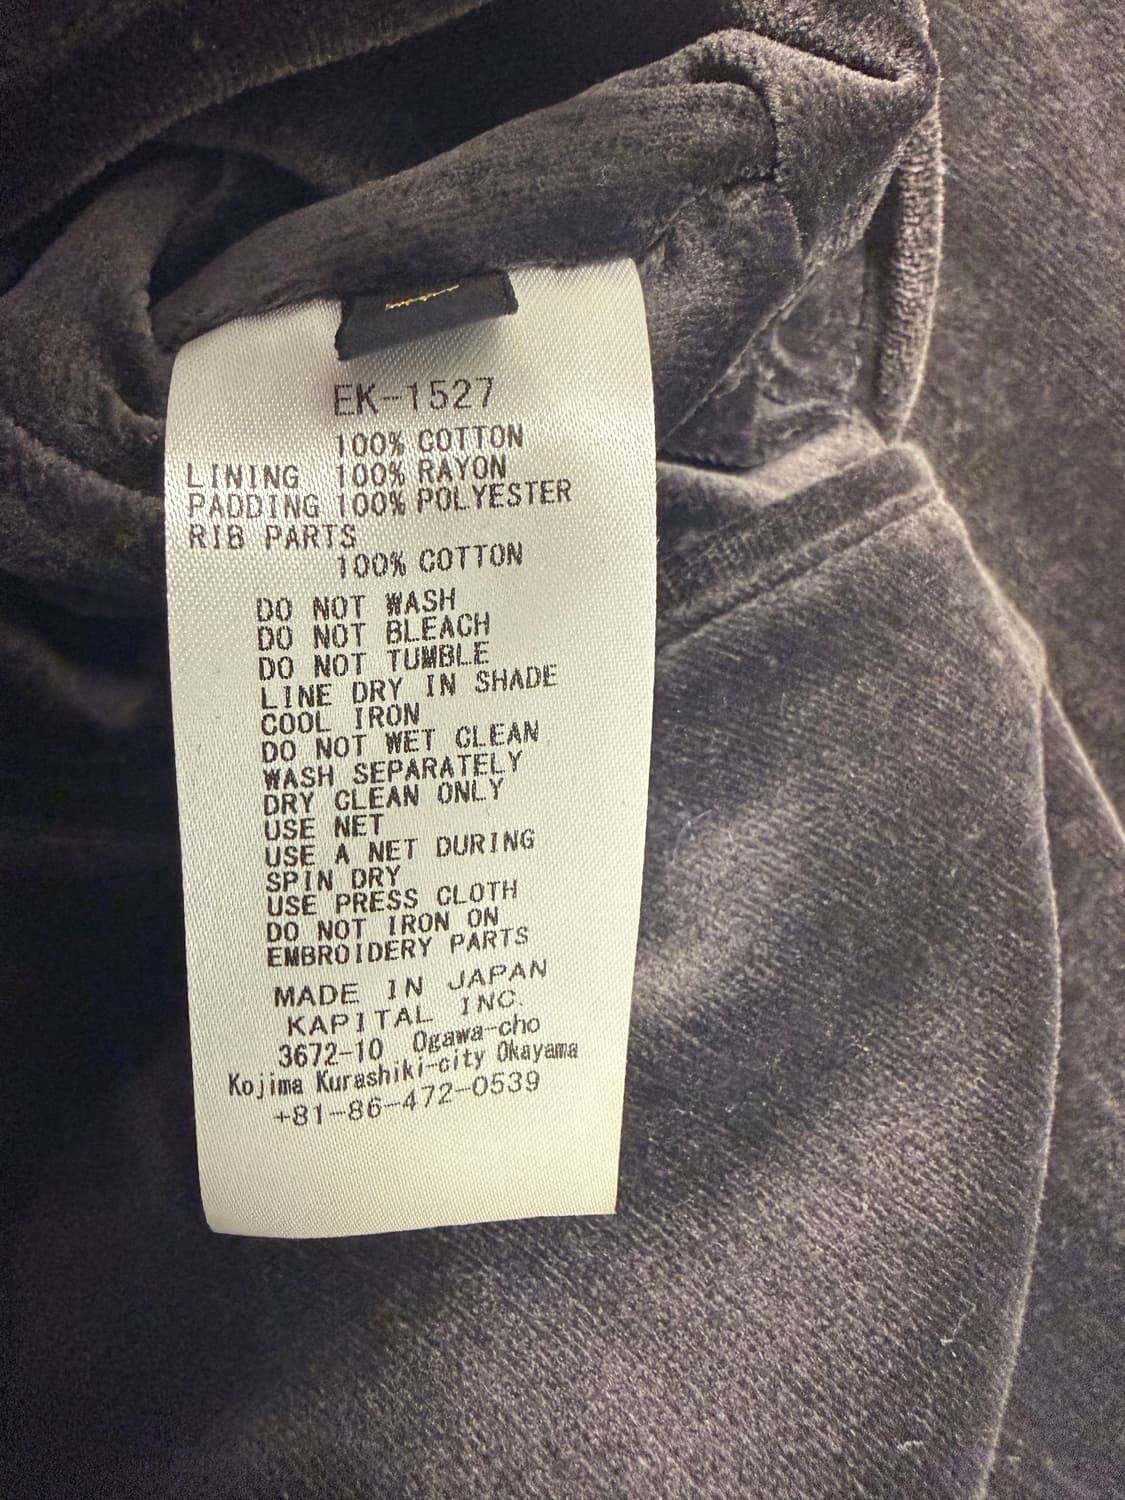 EK-1527
100% COTTON
LINING 100% RAYON
PADDING 100% POLYESTER
RIB PARTS
100% COTTON
DO NOT WASH
DO NOT BLEACH
DO NOT TUMBLE
LINE DRY IN SHADE
COOL IRON
DO NOT WET CLEAN
WASH SEPARATELY
DRY CLEAN ONLY
USE NET
USE A NET DURING
SPIN DRY
USE PRESS CLOTH
DO NOT IRON ON
EMBROIDERY PARTS
MADE IN JAPAN
KAPITAL INC.
3672-10 Ogawa-cho
Kojima Kurashiki-city Okayama
+81-86-472-0539